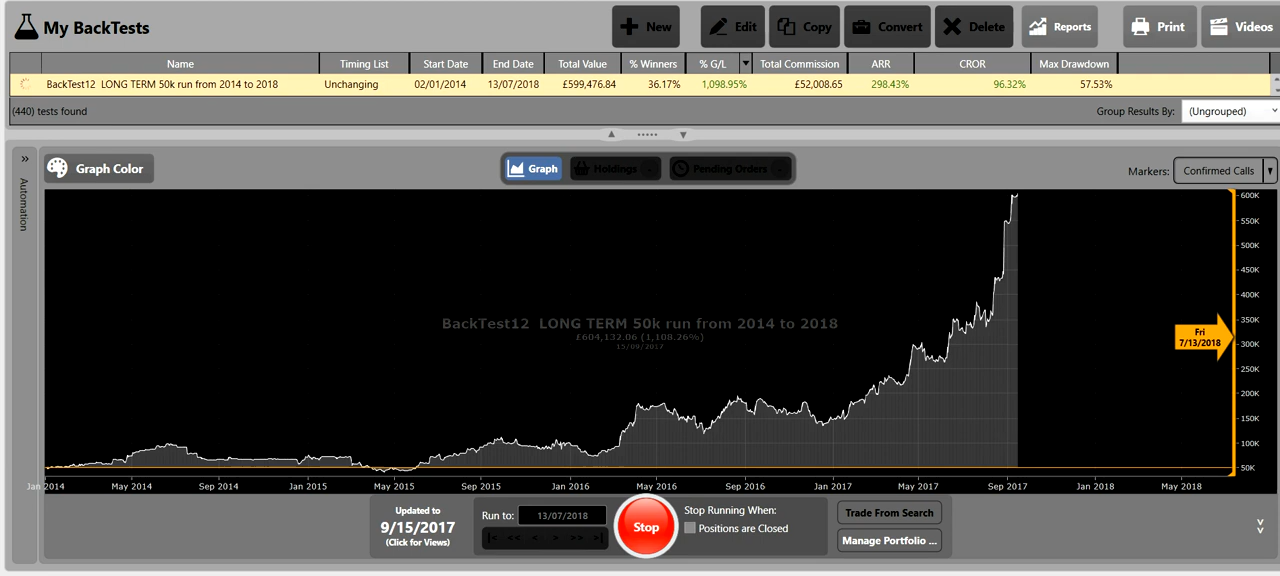 My BackTests
New Edit Copy Convert Delete Reports Print Videos
Name Timing List Start Date End Date Total Value % Winners % G/L Total Commission ARR CROR Max Drawdown
BackTest12 LONG TERM 50k run from 2014 to 2018 Unchanging 02/01/2014 13/07/2018 £599,476.84 36.17% 1,098.95% £52,008.65 298.43% 96.32% 57.53%
(440) tests found Group Results By: (Ungrouped)
Graph Color Graph Holdings Pending Orders Markers: Confirmed Calls
Automation
600K
550K
500K
450K
400K
350K
300K
250K
200K
150K
100K
50K
BackTest12 LONG TERM 50k run from 2014 to 2018
£604,132.06 (1,108.26%)
15/09/2017
Fri
7/13/2018
Jan 2014 May 2014 Sep 2014 Jan 2015 May 2015 Sep 2015 Jan 2016 May 2016 Sep 2016 Jan 2017 May 2017 Sep 2017 Jan 2018 May 2018
Updated to
9/15/2017
(Click for Views)
Run to: 13/07/2018
|< << < > >> >|
Stop
Stop Running When:
Positions are Closed
Trade From Search
Manage Portfolio ...